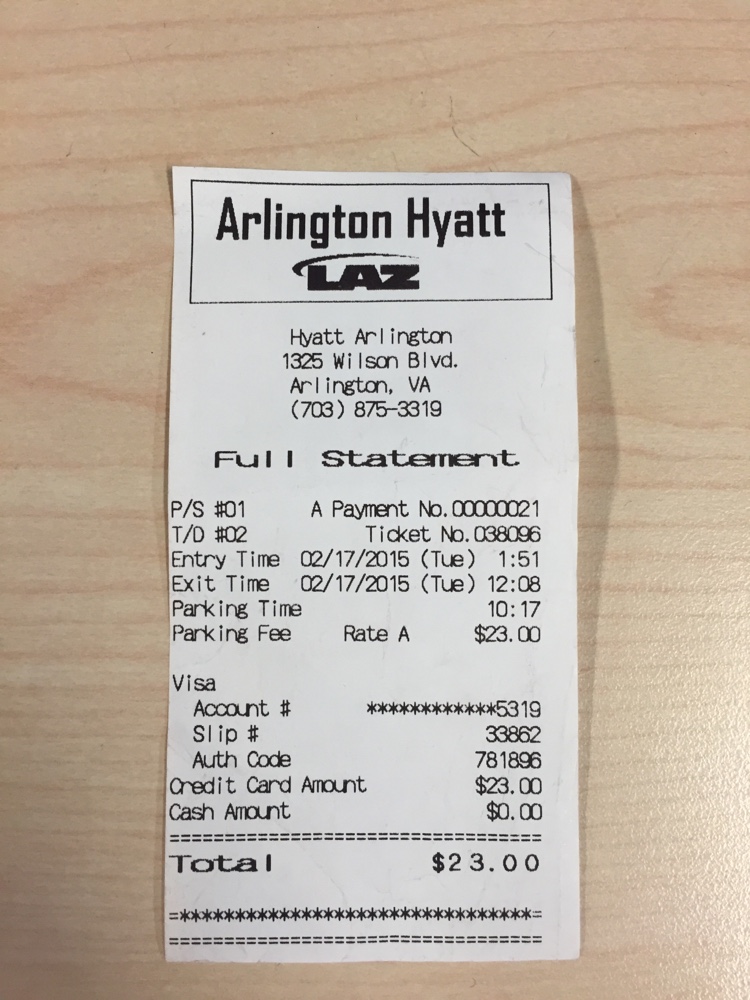 Arlington Hyatt
LAZ
Hyatt Arlington
1325 Wilson Blvd.
Arlington, VA
(703) 875-3319
Full Statement
P/S #01 A Payment No.00000021
T/D #02 Ticket No.038096
Entry Time 02/17/2015 (Tue) 1:51
Exit Time 02/17/2015 (Tue) 12:08
Parking Time 10:17
Parking Fee Rate A $23.00
Visa
Account # ************5319
Slip # 33862
Auth Code 781896
Credit Card Amount $23.00
Cash Amount $0.00
==================================
Total $23.00
=********************************=
==================================